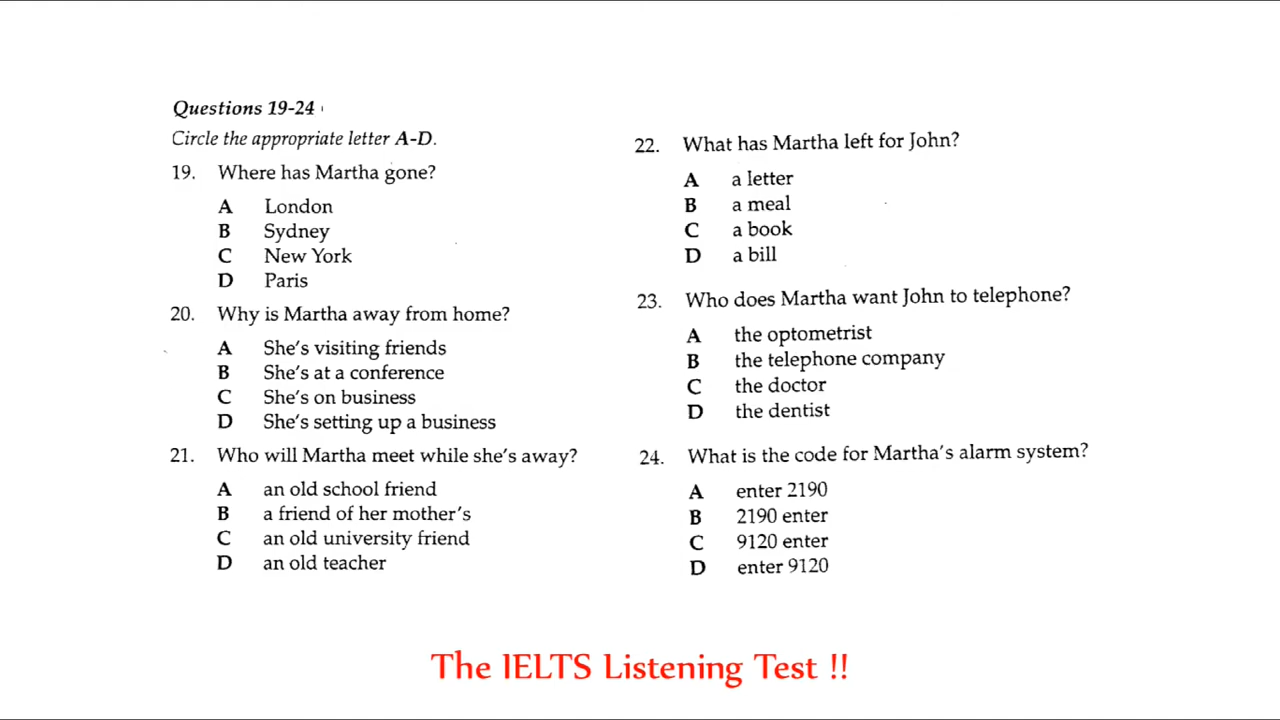 Questions 19-24
Circle the appropriate letter A-D.
19. Where has Martha gone?
A London
B Sydney
C New York
D Paris
20. Why is Martha away from home?
A She's visiting friends
B She's at a conference
C She's on business
D She's setting up a business
21. Who will Martha meet while she's away?
A an old school friend
B a friend of her mother's
C an old university friend
D an old teacher
22. What has Martha left for John?
A a letter
B a meal
C a book
D a bill
23. Who does Martha want John to telephone?
A the optometrist
B the telephone company
C the doctor
D the dentist
24. What is the code for Martha's alarm system?
A enter 2190
B 2190 enter
C 9120 enter
D enter 9120
The IELTS Listening Test !!